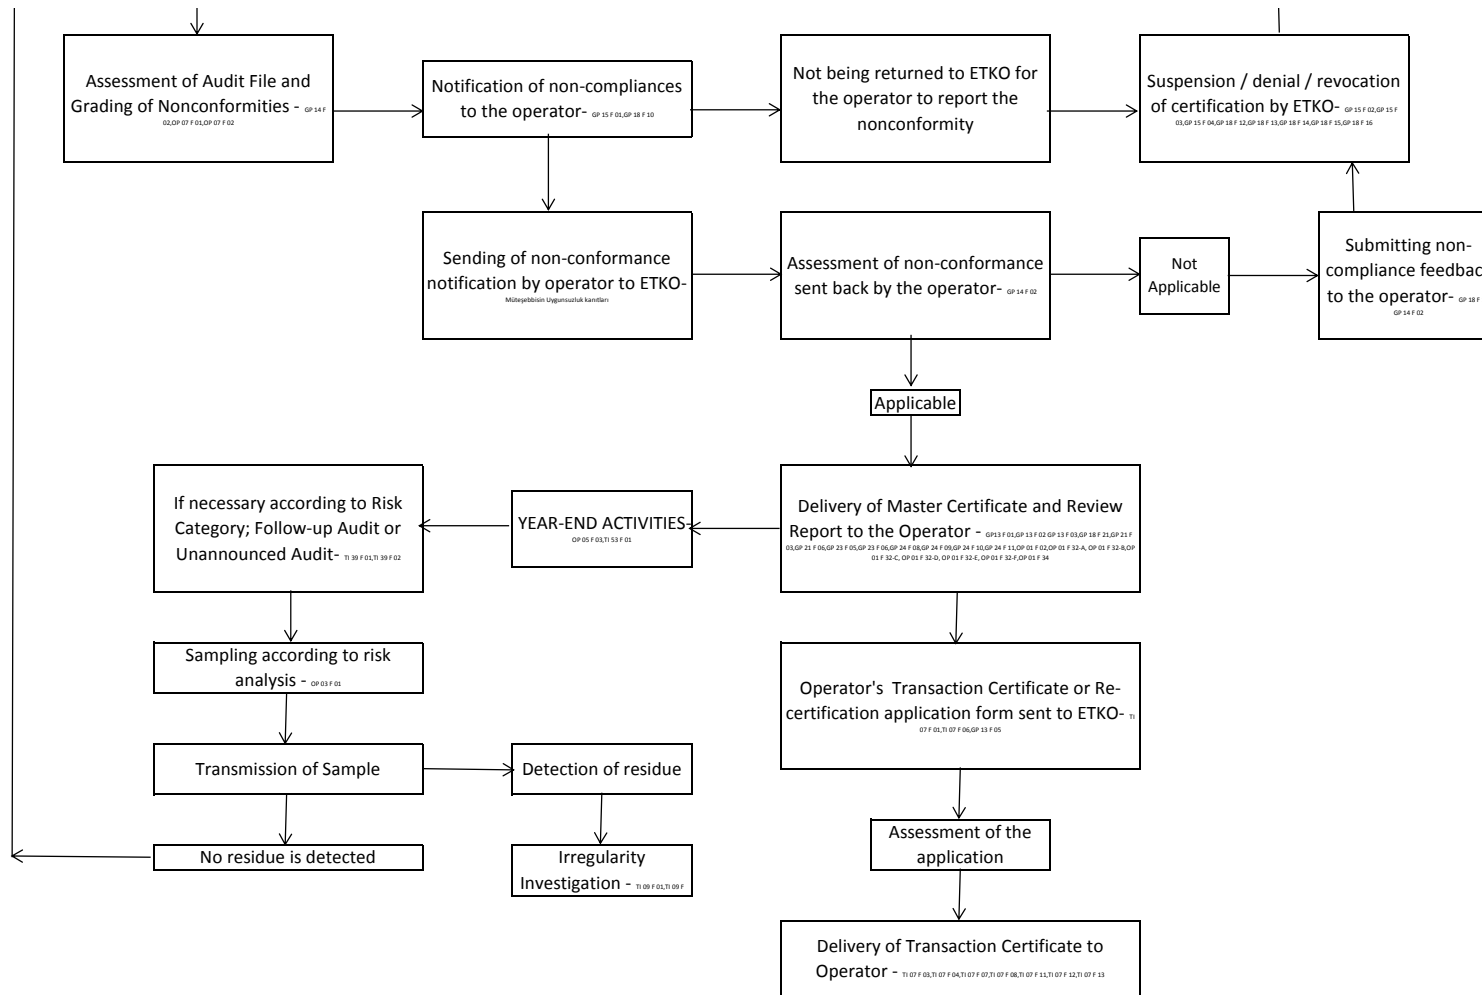 Assessment of Audit File and
Grading of Nonconformities - GP 14 F
02,OP 07 F 01,OP 07 F 02
Notification of non-compliances
to the operator- GP 15 F 01,GP 18 F 10
Not being returned to ETKO for
the operator to report the
nonconformity
Suspension / denial / revocation
of certification by ETKO- GP 15 F 02,GP 15 F
03,GP 15 F 04,GP 18 F 12,GP 18 F 13,GP 18 F 14,GP 18 F 15,GP 18 F 16
Sending of non-conformance
notification by operator to ETKO-
Müteşebbisin Uygunsuzluk kanıtları
Assessment of non-conformance
sent back by the operator- GP 14 F 02
Not
Applicable
Submitting non-
compliance feedbac
to the operator- GP 18 F
GP 14 F 02
Applicable
If necessary according to Risk
Category; Follow-up Audit or
Unannounced Audit- TI 39 F 01,TI 39 F 02
YEAR-END ACTIVITIES-
OP 05 F 03,TI 53 F 01
Delivery of Master Certificate and Review
Report to the Operator - GP13 F 01,GP 13 F 02 GP 13 F 03,GP 18 F 21,GP 21 F
03,GP 21 F 06,GP 23 F 05,GP 23 F 06,GP 24 F 08,GP 24 F 09,GP 24 F 10,GP 24 F 11,OP 01 F 02,OP 01 F 32-A, OP 01 F 32-B,OP
01 F 32-C, OP 01 F 32-D, OP 01 F 32-E, OP 01 F 32-F,OP 01 F 34
Sampling according to risk
analysis - OP 03 F 01
Operator's Transaction Certificate or Re-
certification application form sent to ETKO- TI
07 F 01,TI 07 F 06,GP 13 F 05
Transmission of Sample
Detection of residue
Assessment of the
application
No residue is detected
Irregularity
Investigation - TI 09 F 01,TI 09 F
Delivery of Transaction Certificate to
Operator - TI 07 F 03,TI 07 F 04,TI 07 F 07,TI 07 F 08,TI 07 F 11,TI 07 F 12,TI 07 F 13